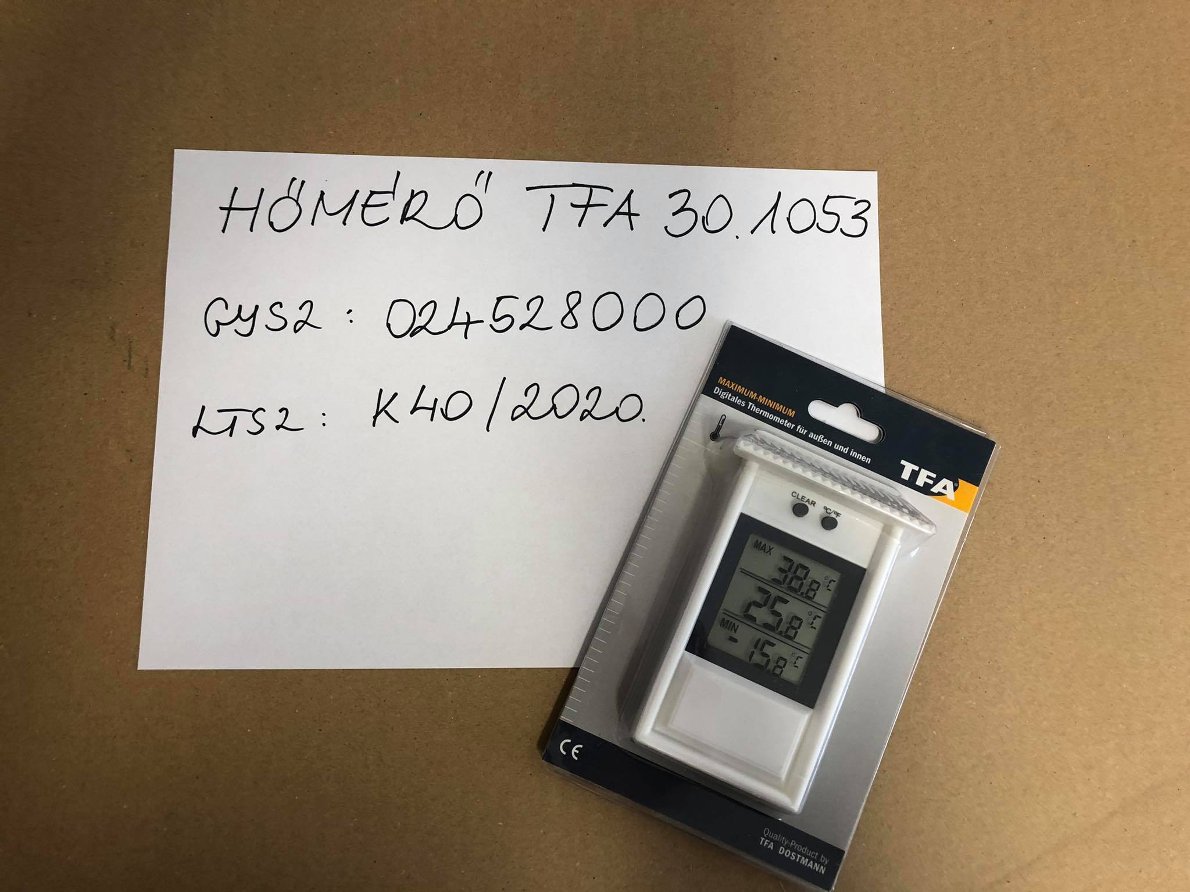 HŐMÉRŐ TFA 30.1053
GYSZ : 024528000
LTSZ : K40/2020.
MAXIMUM-MINIMUM
Digitales Thermometer für außen und innen
TFA
CLEAR °C/°F
MAX
38.8 °C
25.8 °C
MIN
-15.8 °C
CE
Quality-Product by
TFA DOSTMANN